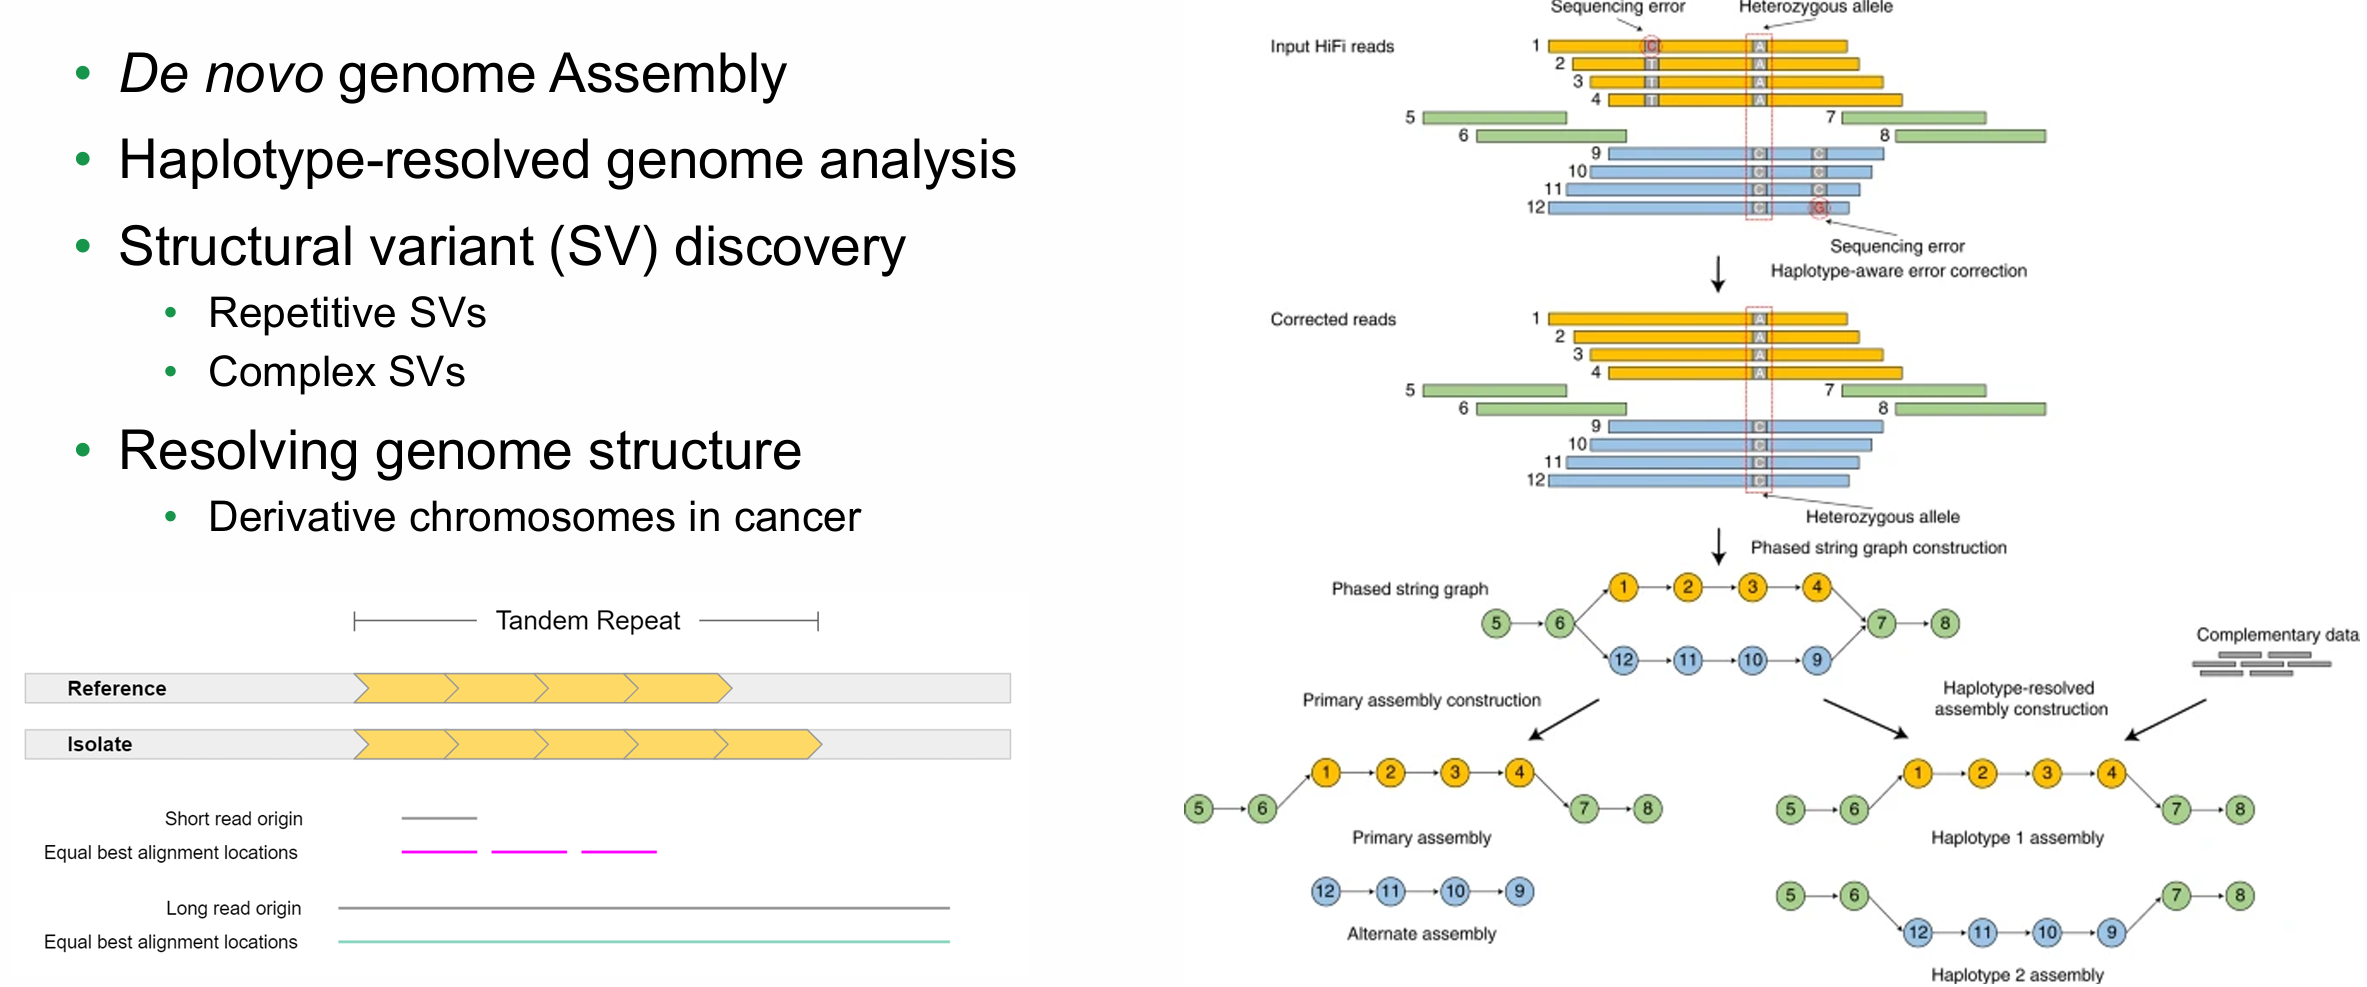 De novo genome Assembly
Haplotype-resolved genome analysis
Structural variant (SV) discovery
Repetitive SVs
Complex SVs
Resolving genome structure
Derivative chromosomes in cancer
Tandem Repeat
Reference
Isolate
Short read origin
Equal best alignment locations
Long read origin
Equal best alignment locations
Sequencing error
Heterozygous allele
Input HiFi reads
1 C A
2 T A
3 T A
4 T A
5 7
6 8
9 C C
10 C C
11 C C
12 C G
Sequencing error
Haplotype-aware error correction
Corrected reads
1 A
2 A
3 A
4 A
5 7
6 8
9 C
10 C
11 C
12 C
Heterozygous allele
Phased string graph construction
Phased string graph
1 2 3 4
5 6 7 8
12 11 10 9
Complementary data
Primary assembly construction
Haplotype-resolved
assembly construction
1 2 3 4
5 6 7 8
Primary assembly
12 11 10 9
Alternate assembly
1 2 3 4
5 6 7 8
Haplotype 1 assembly
5 6 7 8
12 11 10 9
Haplotype 2 assembly